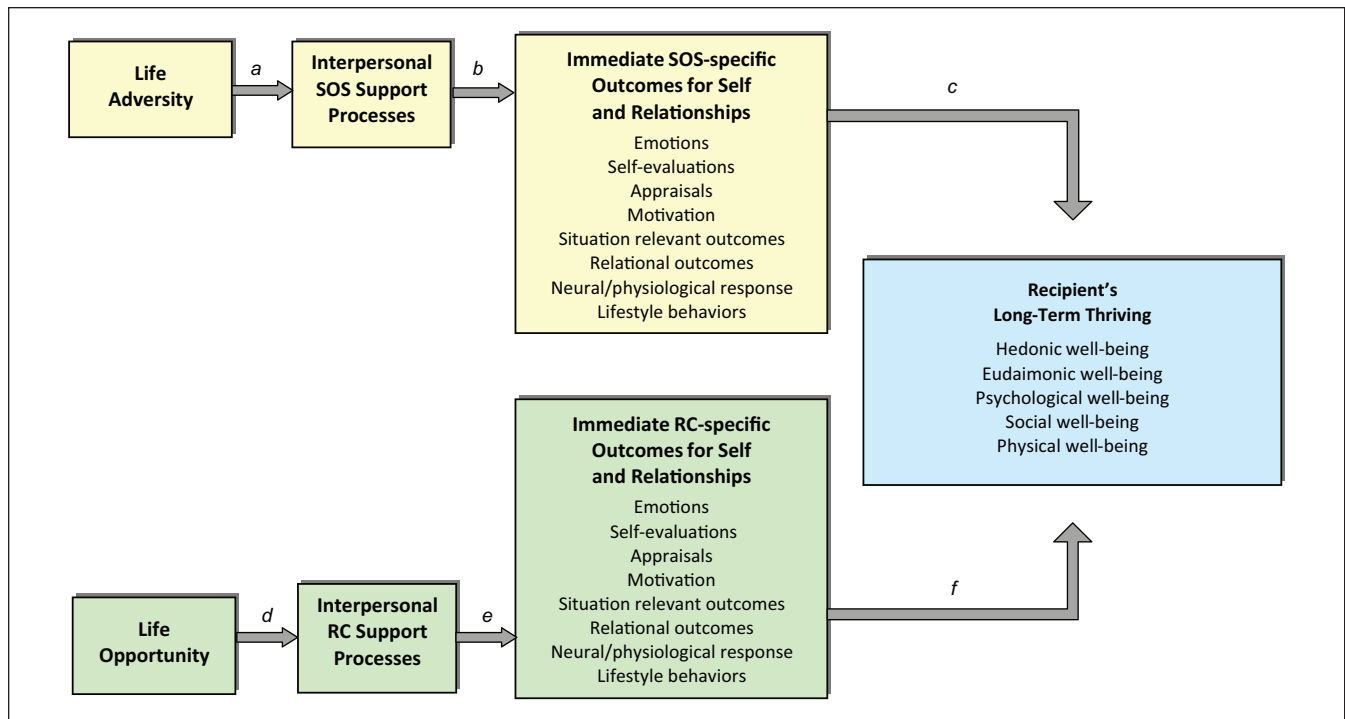 Life
Adversity
a
Interpersonal
SOS Support
Processes
b
Immediate SOS-specific
Outcomes for Self
and Relationships
Emotions
Self-evaluations
Appraisals
Motivation
Situation relevant outcomes
Relational outcomes
Neural/physiological response
Lifestyle behaviors
c
Recipient’s
Long-Term Thriving
Hedonic well-being
Eudaimonic well-being
Psychological well-being
Social well-being
Physical well-being
Life
Opportunity
d
Interpersonal
RC Support
Processes
e
Immediate RC-specific
Outcomes for Self
and Relationships
Emotions
Self-evaluations
Appraisals
Motivation
Situation relevant outcomes
Relational outcomes
Neural/physiological response
Lifestyle behaviors
f